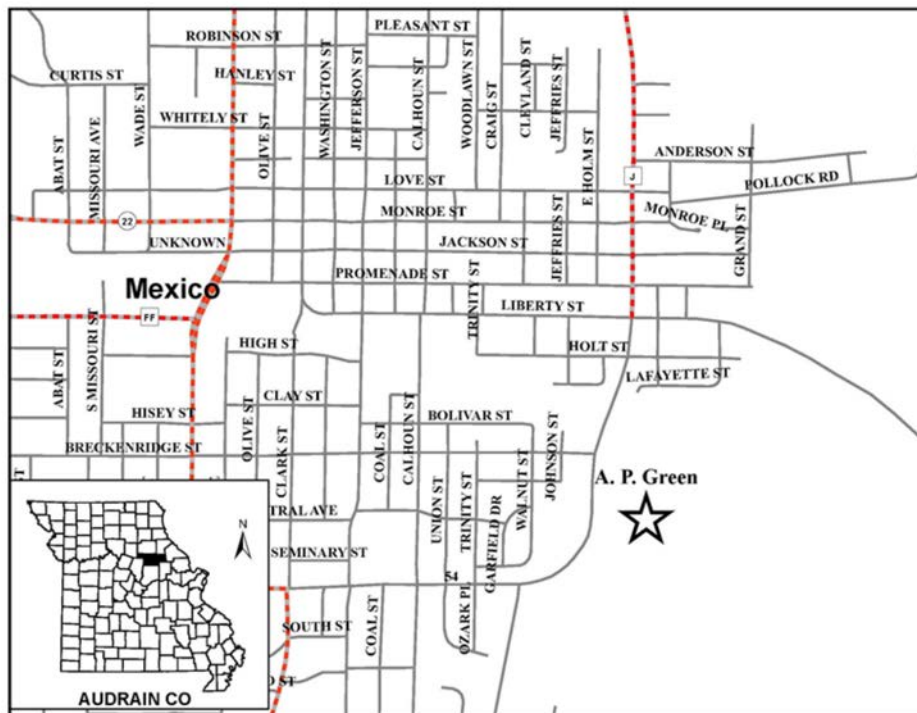 PLEASANT ST
ROBINSON ST
CURTIS ST
HANLEY ST
WADE ST
WHITELY ST
ABAT ST
MISSOURI AVE
OLIVE ST
WASHINGTON ST
JEFFERSON ST
CALHOUN ST
WOODLAWN ST
CRAIG ST
CLEVLAND ST
JEFFRIES ST
E HOLM ST
J
ANDERSON ST
POLLOCK RD
LOVE ST
MONROE ST
MONROE PL
GRAND ST
22
UNKNOWN
JACKSON ST
JEFFRIES ST
PROMENADE ST
Mexico
TRINITY ST
LIBERTY ST
FF
HIGH ST
HOLT ST
LAFAYETTE ST
ABAT ST
S MISSOURI ST
CLAY ST
HISEY ST
OLIVE ST
BOLIVAR ST
BRECKENRIDGE ST
CLARK ST
COAL ST
CALHOUN ST
UNION ST
TRINITY ST
GARFIELD DR
WALNUT ST
JOHNSON ST
A. P. Green
ST
TRAL AVE
N
SEMINARY ST
54
OZARK PL
SOUTH ST
COAL ST
ST
AUDRAIN CO